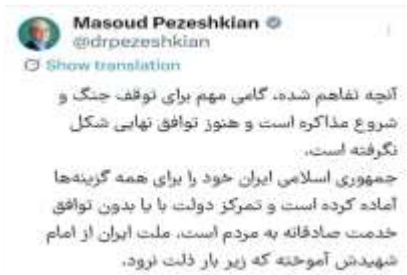 Masoud Pezeshkian
@drpezeshkian
Show translation
آنچه تفاهم شده، گامی مهم برای توقف جنگ و
شروع مذاکره است و هنوز توافق نهایی شکل
نگرفته است.
جمهوری اسلامی ایران خود را برای همه گزینه‌ها
آماده کرده است و تمرکز دولت با یا بدون توافق
خدمت صادقانه به مردم است. ملت ایران از امام
شهیدش آموخته که زیر بار ذلت نرود.